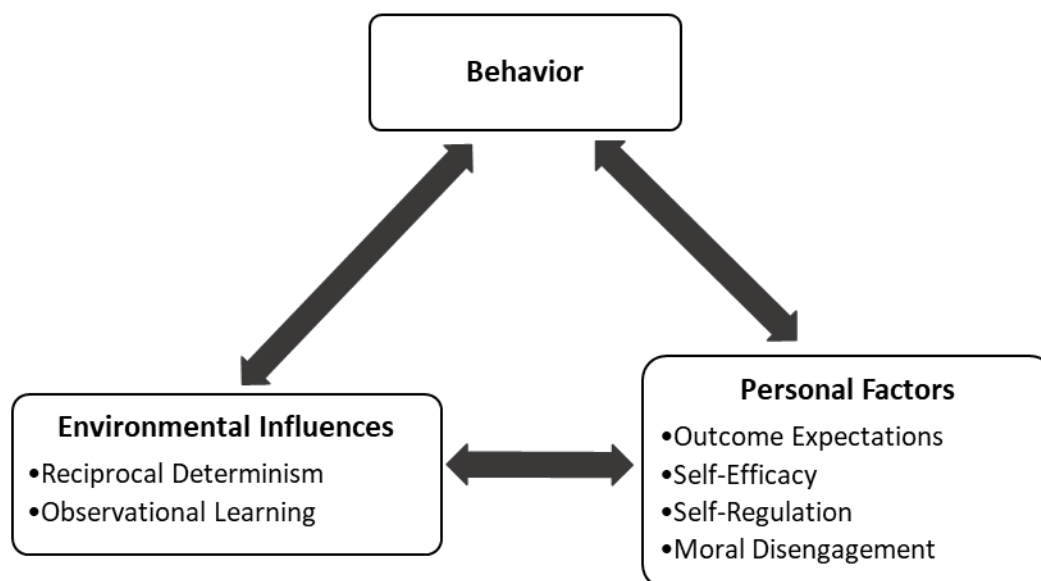 Behavior
Environmental Influences
•Reciprocal Determinism
•Observational Learning
Personal Factors
•Outcome Expectations
•Self-Efficacy
•Self-Regulation
•Moral Disengagement